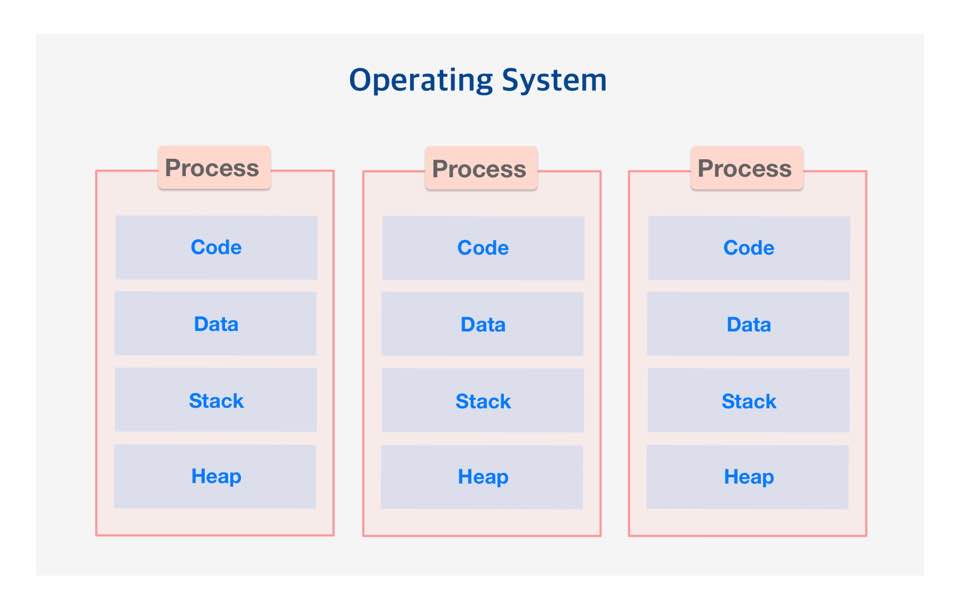 Operating System
Process
Code
Data
Stack
Heap
Process
Code
Data
Stack
Heap
Process
Code
Data
Stack
Heap